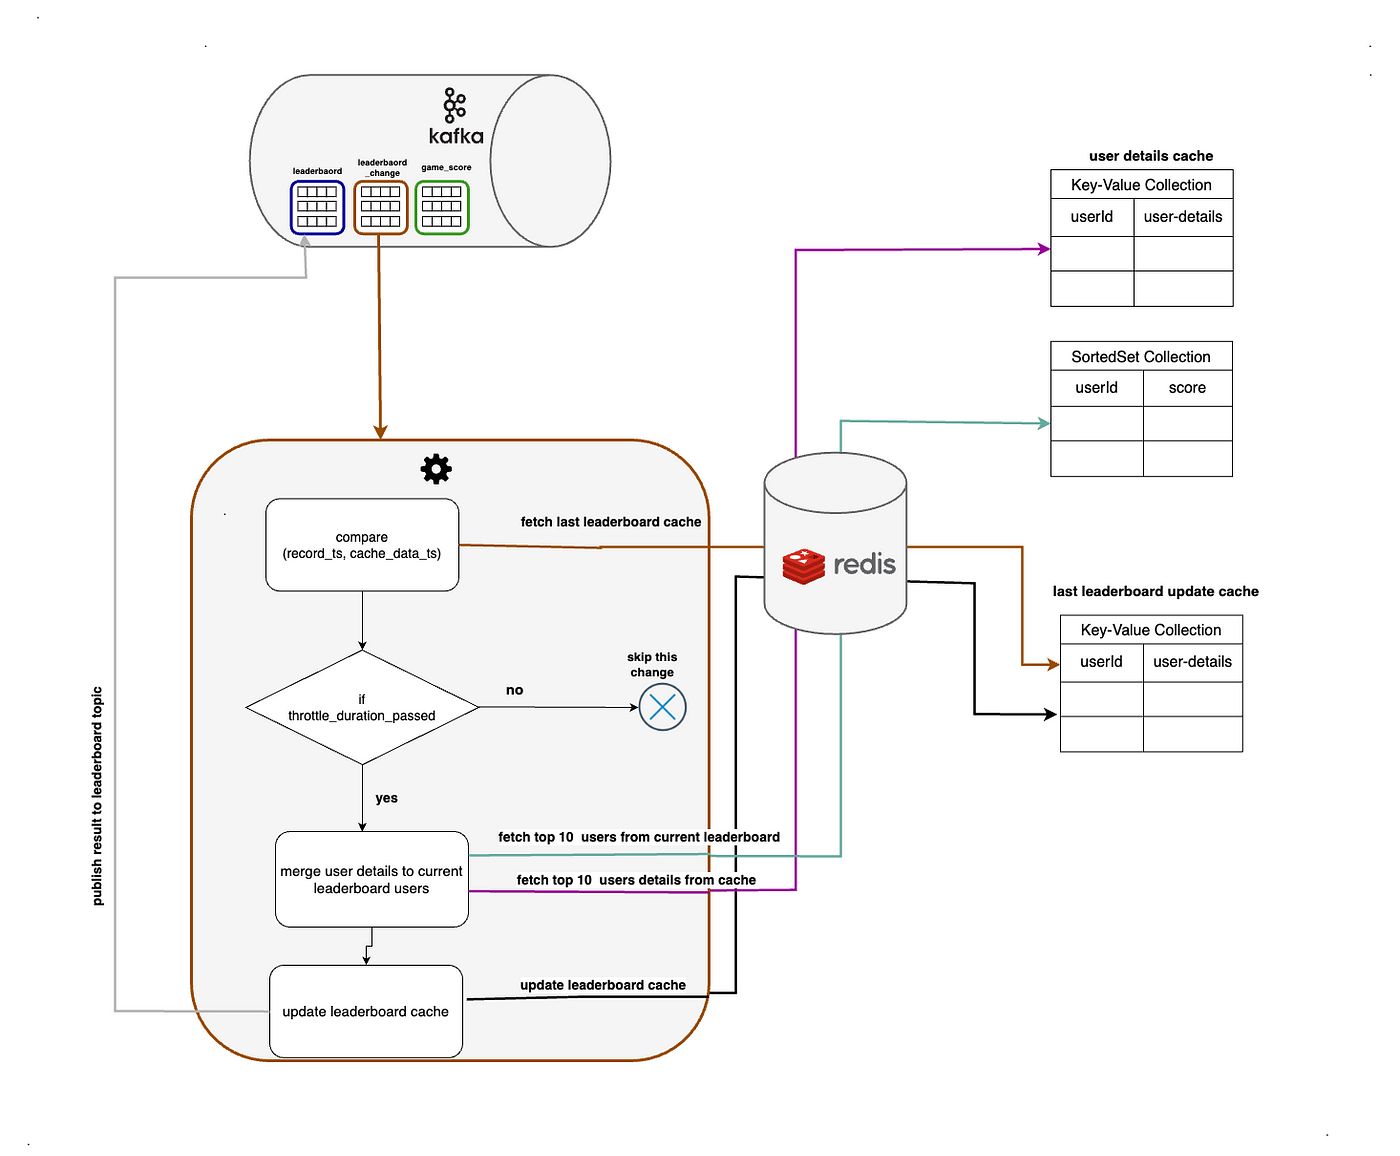 kafka
leaderbaord
leaderbaord
_change
game_score
user details cache
Key-Value Collection
userId
user-details
SortedSet Collection
userId
score
compare
(record_ts, cache_data_ts)
fetch last leaderboard cache
redis
last leaderboard update cache
Key-Value Collection
userId
user-details
if
throttle_duration_passed
no
skip this
change
yes
publish result to leaderboard topic
merge user details to current
leaderboard users
fetch top 10 users from current leaderboard
fetch top 10 users details from cache
update leaderboard cache
update leaderboard cache